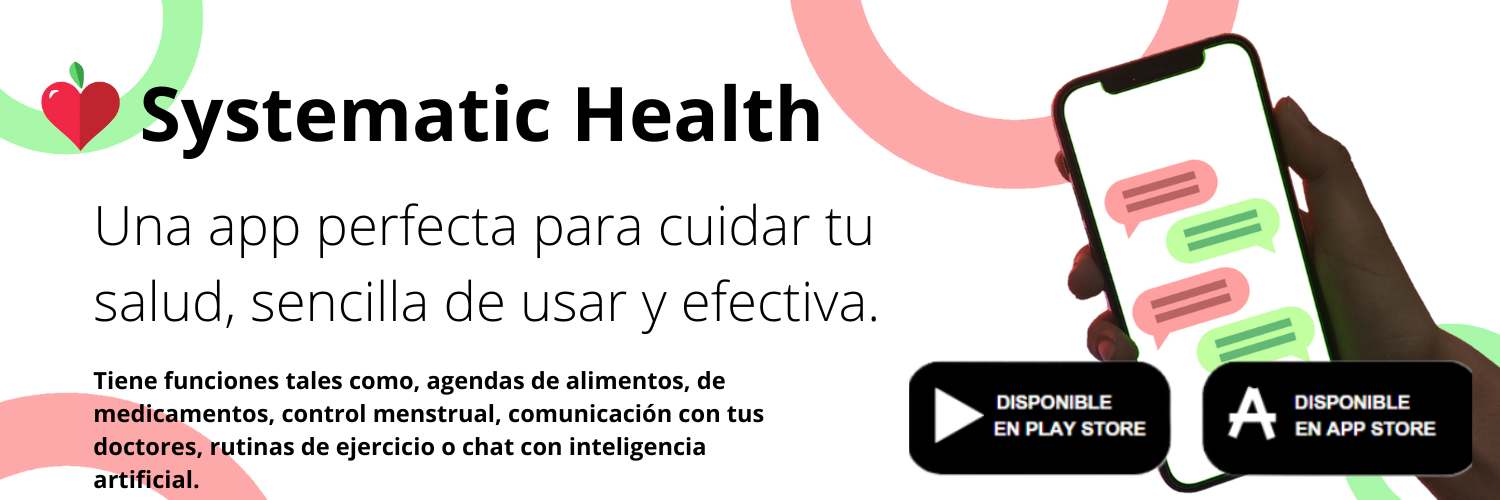 Systematic Health
Una app perfecta para cuidar tu
salud, sencilla de usar y efectiva.
Tiene funciones tales como, agendas de alimentos, de
medicamentos, control menstrual, comunicación con tus
doctores, rutinas de ejercicio o chat con inteligencia
artificial.
DISPONIBLE
EN PLAY STORE
DISPONIBLE
EN APP STORE